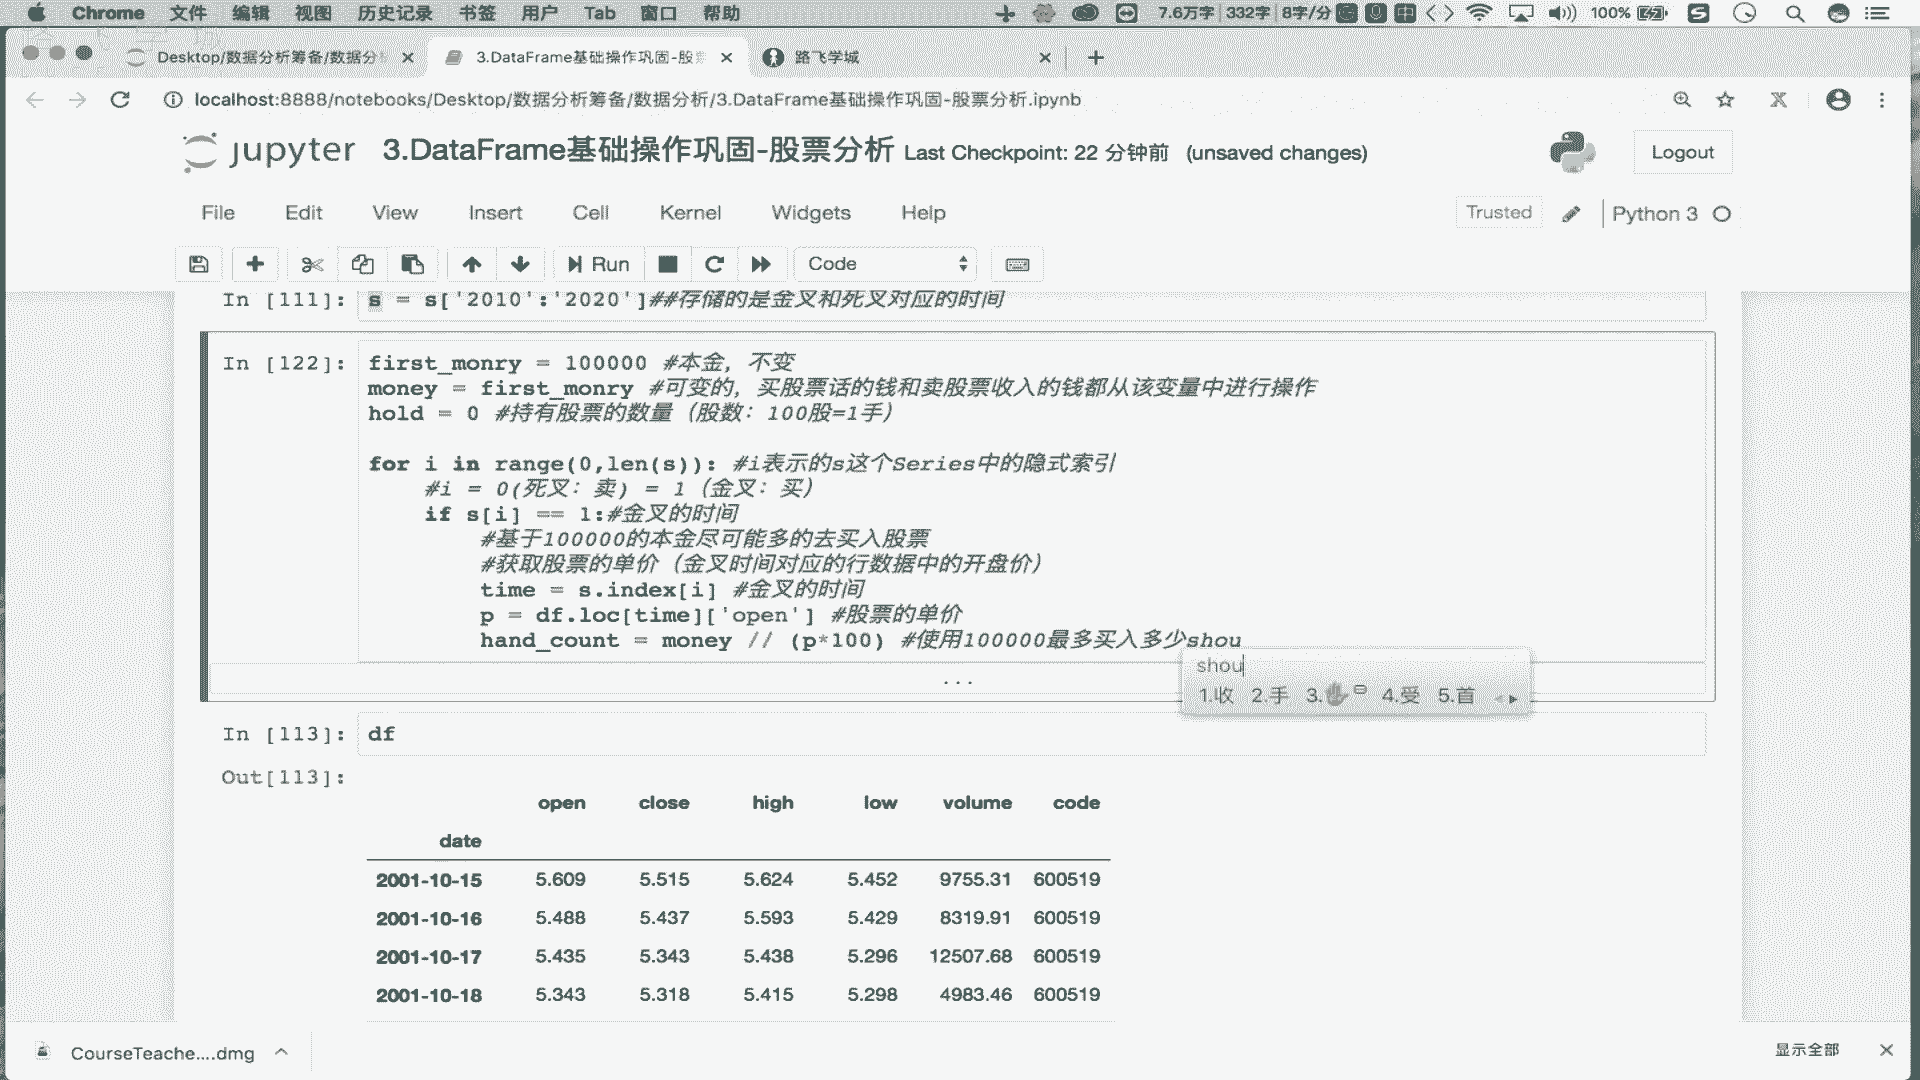 Chrome 文件 编辑 视图 历史记录 书签 用户 Tab 窗口 帮助 7.6万字 332字 8字/分 中 100%
Desktop/数据分析筹备/数据分 3.DataFrame基础操作巩固-股 路飞学城
localhost:8888/notebooks/Desktop/数据分析筹备/数据分析/3.DataFrame基础操作巩固-股票分析.ipynb
jupyter 3.DataFrame基础操作巩固-股票分析 Last Checkpoint: 22 分钟前 (unsaved changes) Logout
File Edit View Insert Cell Kernel Widgets Help Trusted Python 3
Run Code
In [111]: s = s['2010':'2020']##存储的是金叉和死叉对应的时间
In [122]: first_monry = 100000 #本金，不变
money = first_monry #可变的，买股票话的钱和卖股票收入的钱都从该变量中进行操作
hold = 0 #持有股票的数量（股数：100股=1手）
for i in range(0,len(s)): #i表示的s这个Series中的隐式索引
#i = 0(死叉：卖) = 1（金叉：买）
if s[i] == 1:#金叉的时间
#基于100000的本金尽可能多的去买入股票
#获取股票的单价（金叉时间对应的行数据中的开盘价）
time = s.index[i] #金叉的时间
p = df.loc[time]['open'] #股票的单价
hand_count = money // (p*100) #使用100000最多买入多少shou
shou
1.收 2.手 3.✋ 4.受 5.首
...
In [113]: df
Out[113]:
open close high low volume code
date
2001-10-15 5.609 5.515 5.624 5.452 9755.31 600519
2001-10-16 5.488 5.437 5.593 5.429 8319.91 600519
2001-10-17 5.435 5.343 5.438 5.296 12507.68 600519
2001-10-18 5.343 5.318 5.415 5.298 4983.46 600519
CourseTeache....dmg 显示全部